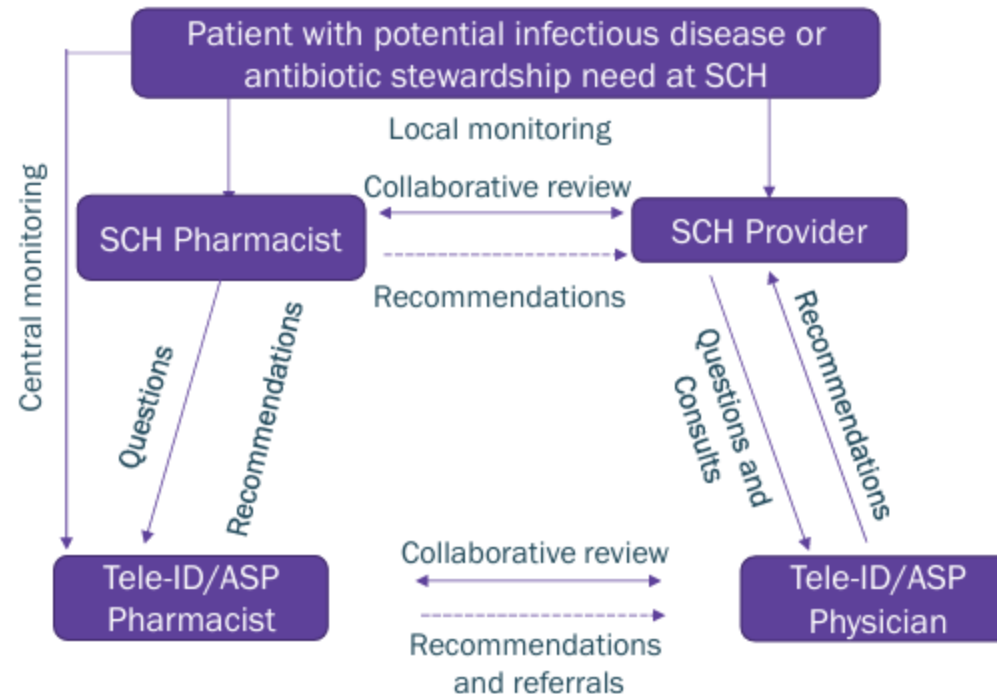 Patient with potential infectious disease or
antibiotic stewardship need at SCH
Local monitoring
Central monitoring
Collaborative review
SCH Pharmacist
SCH Provider
Recommendations
Questions
Recommendations
Questions and
Consults
Recommendations
Collaborative review
Tele-ID/ASP
Pharmacist
Tele-ID/ASP
Physician
Recommendations
and referrals